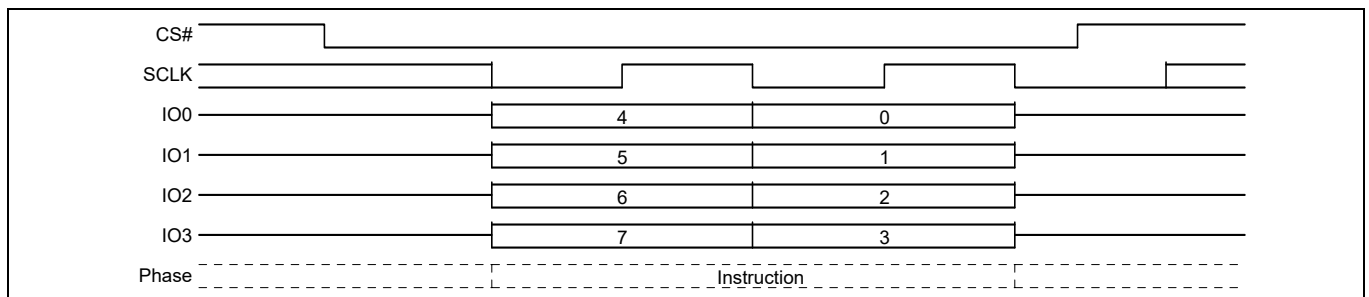 CS#
SCLK
IO0 4 0
IO1 5 1
IO2 6 2
IO3 7 3
Phase Instruction